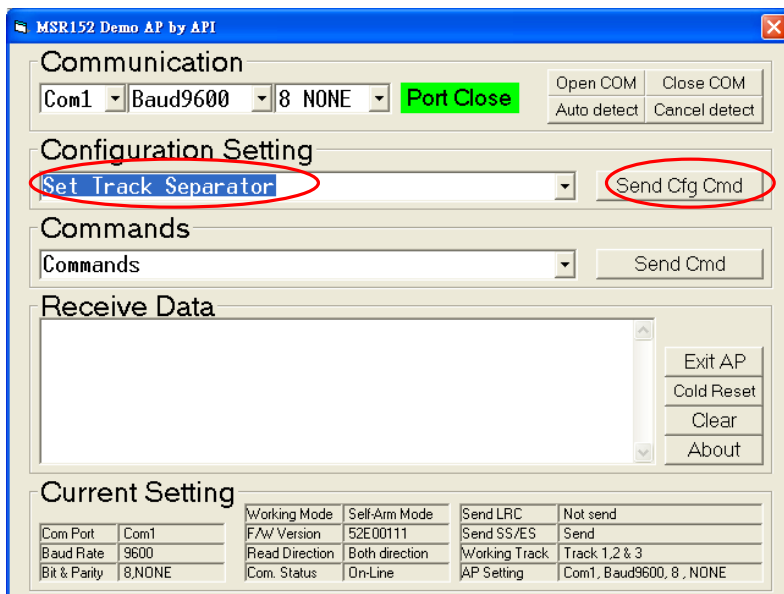 MSR152 Demo AP by API
Communication
Com1 Baud9600 8 NONE Port Close Open COM Close COM
Auto detect Cancel detect
Configuration Setting
Set Track Separator Send Cfg Cmd
Commands
Commands Send Cmd
Receive Data
Exit AP
Cold Reset
Clear
About
Current Setting
Working Mode Self-Arm Mode Send LRC Not send
Com Port Com1 F/W Version 52E00111 Send SS/ES Send
Baud Rate 9600 Read Direction Both direction Working Track Track 1,2 & 3
Bit & Parity 8,NONE Com. Status On-Line AP Setting Com1, Baud9600, 8 , NONE